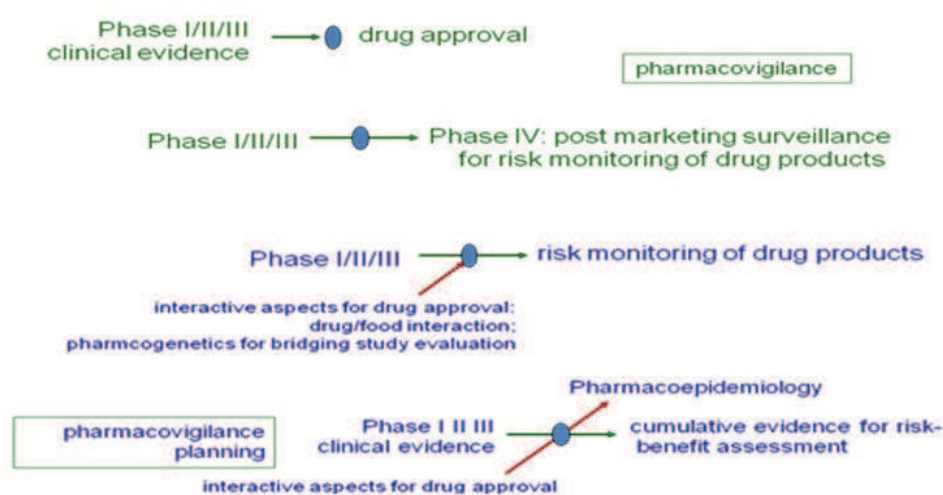 Phase I/II/III
clinical evidence
drug approval
pharmacovigilance
Phase I/II/III
Phase IV: post marketing surveillance
for risk monitoring of drug products
Phase I/II/III
risk monitoring of drug products
interactive aspects for drug approval:
drug/food interaction;
pharmcogenetics for bridging study evaluation
Pharmacoepidemiology
pharmacovigilance
planning
Phase I II III
clinical evidence
cumulative evidence for risk-
benefit assessment
interactive aspects for drug approval